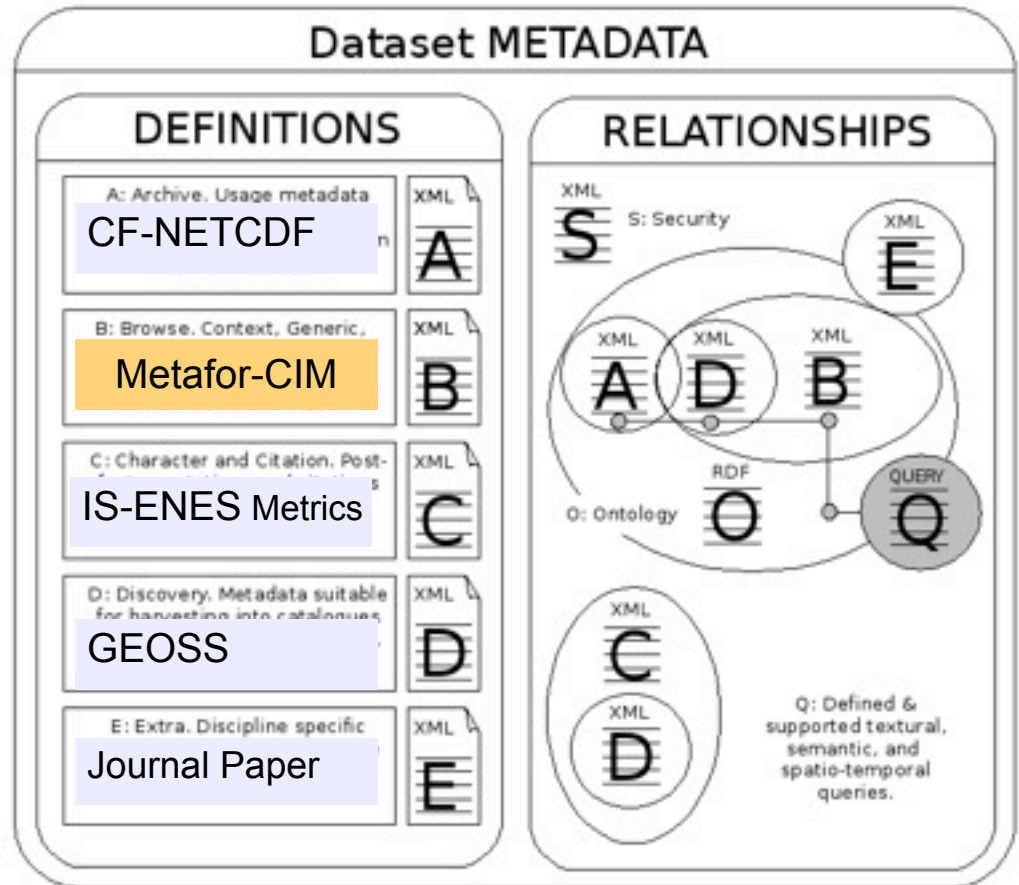 Dataset METADATA
DEFINITIONS
A: Archive. Usage metadata
CF-NETCDF
XML
A
B: Browse. Context, Generic,
Metafor-CIM
XML
B
C: Character and Citation. Post-
IS-ENES Metrics
XML
C
D: Discovery. Metadata suitable
for harvesting into catalogues
GEOSS
XML
D
E: Extra. Discipline specific
Journal Paper
XML
E
RELATIONSHIPS
XML
S
S: Security
XML
E
XML
A
XML
D
XML
B
RDF
O
O: Ontology
QUERY
Q
XML
C
XML
D
Q: Defined &
supported textural,
semantic, and
spatio-temporal
queries.